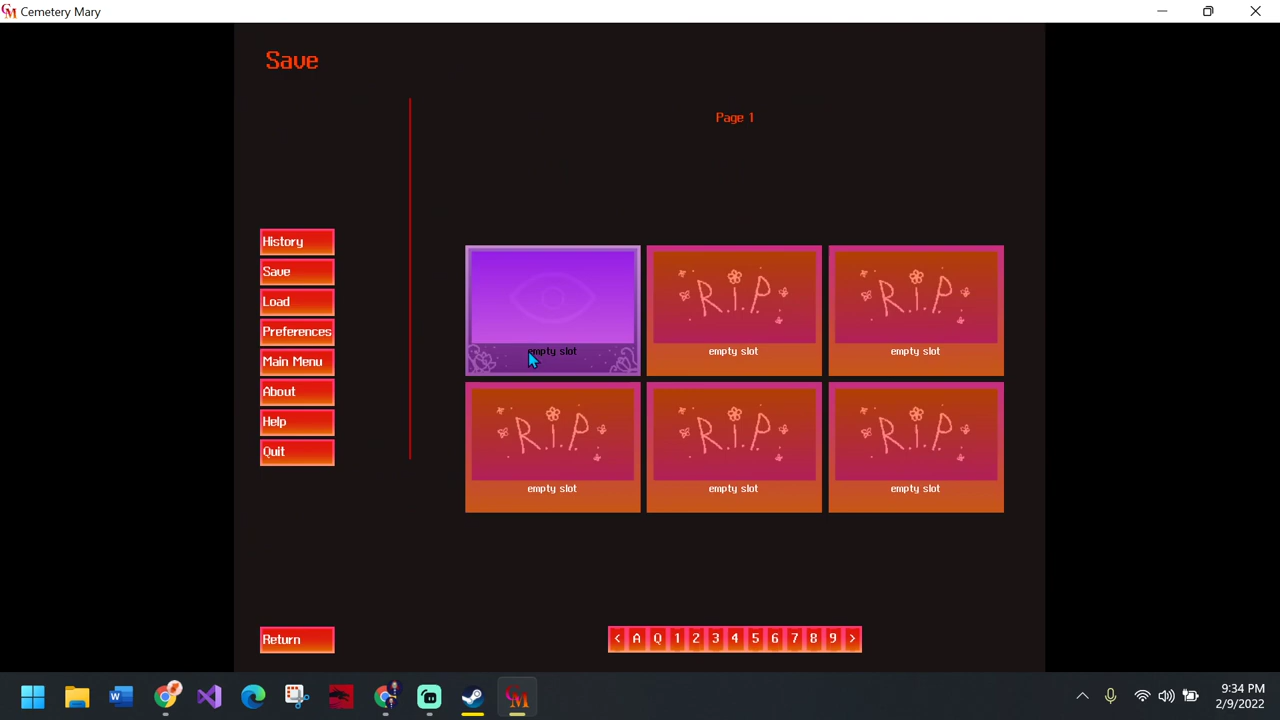 Cemetery Mary
Save
Page 1
History
Save
Load
Preferences
Main Menu
About
Help
Quit
empty slot
R.I.P
empty slot
R.I.P
empty slot
R.I.P
empty slot
R.I.P
empty slot
R.I.P
empty slot
Return
< A Q 1 2 3 4 5 6 7 8 9 >
9:34 PM
2/9/2022